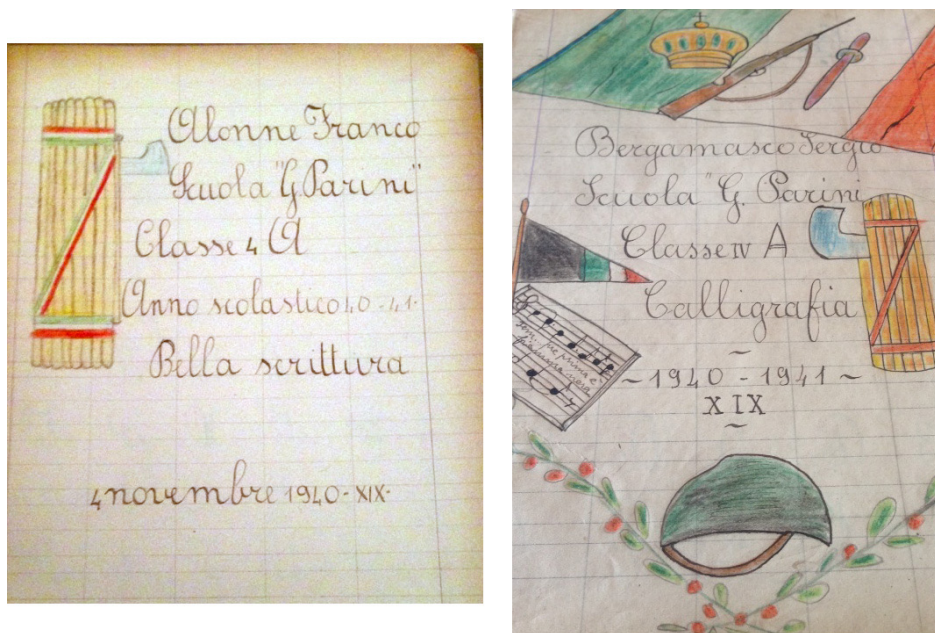 Alonne Franco
Scuola "G. Parini"
Classe 4 A
Anno scolastico 40-41.
Bella scrittura
4 novembre 1940-XIX-
Bergamasco Sergio
Scuola "G. Parini
Classe IV A
Calligrafia
~ 1940 - 1941 ~
XIX